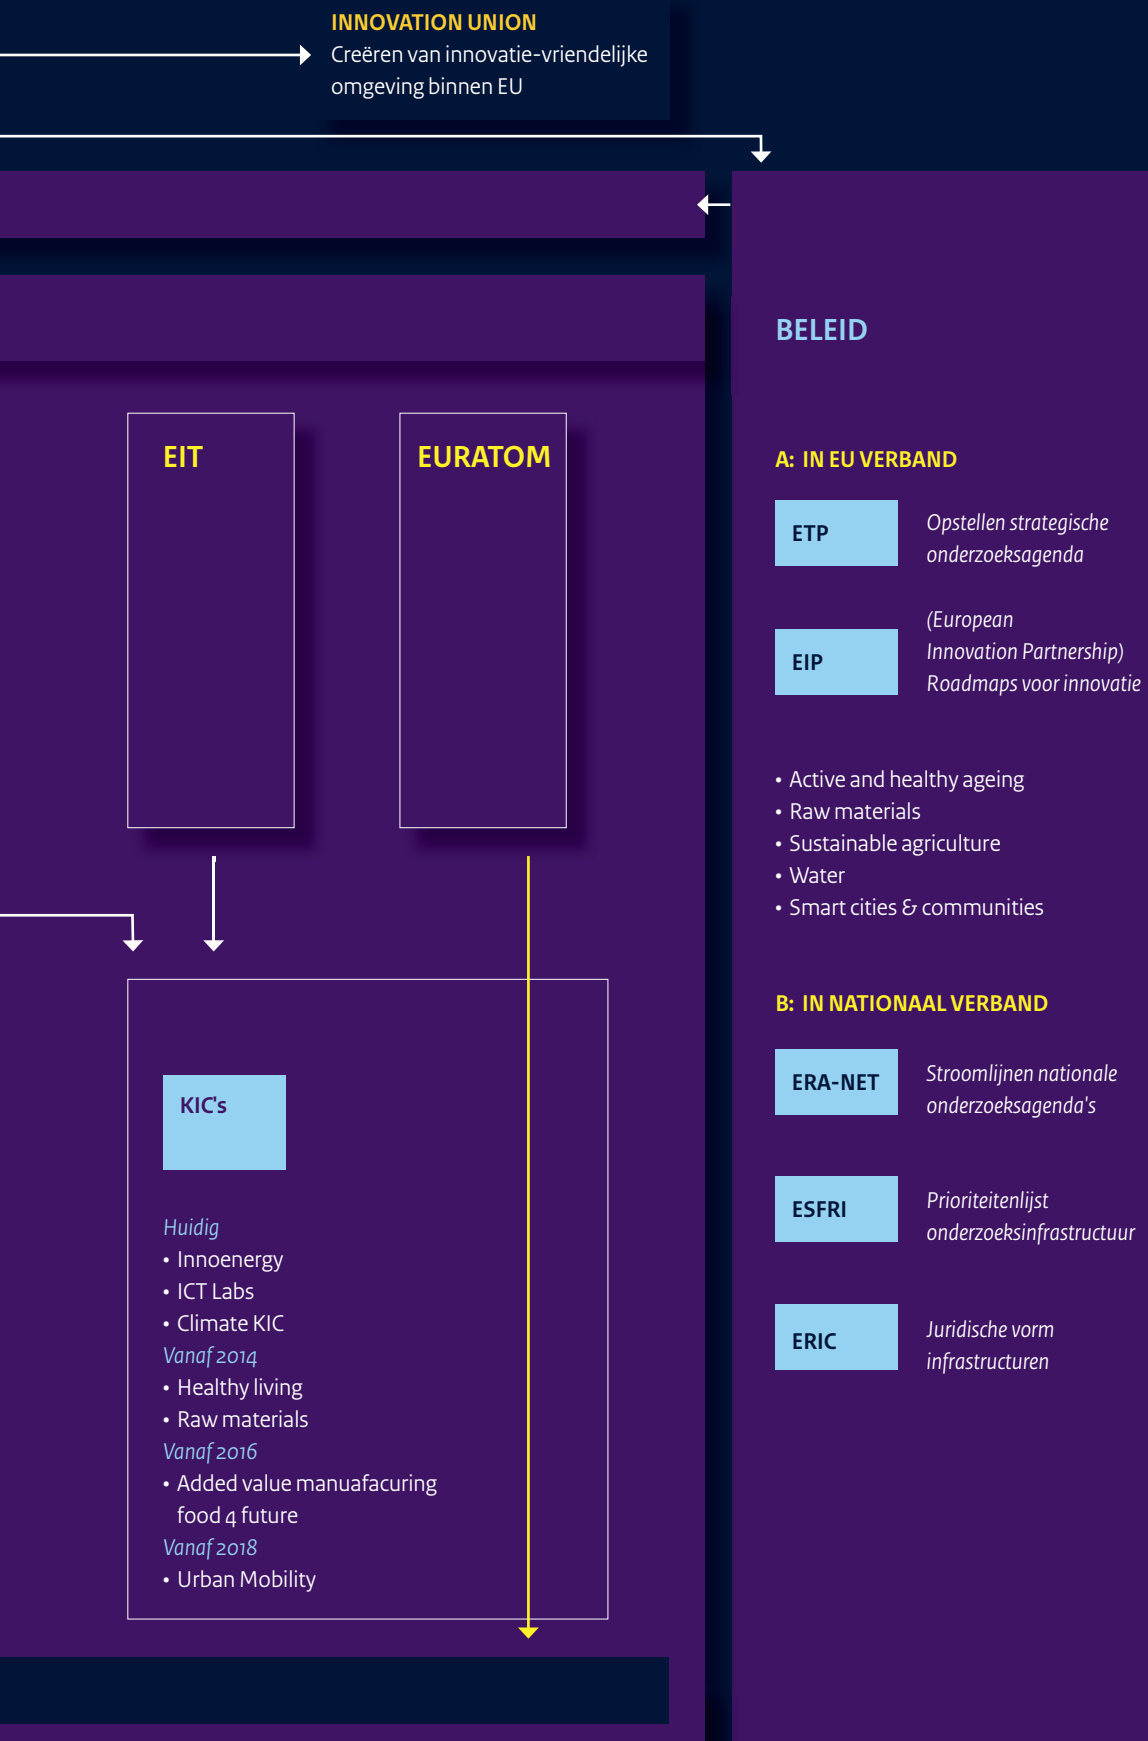 INNOVATION UNION
Creëren van innovatie-vriendelijke
omgeving binnen EU
EIT
EURATOM
KIC's
Huidig
• Innoenergy
• ICT Labs
• Climate KIC
Vanaf 2014
• Healthy living
• Raw materials
Vanaf 2016
• Added value manuafacuring
food 4 future
Vanaf 2018
• Urban Mobility
BELEID
A: IN EU VERBAND
ETP
Opstellen strategische
onderzoeksagenda
EIP
(European
Innovation Partnership)
Roadmaps voor innovatie
• Active and healthy ageing
• Raw materials
• Sustainable agriculture
• Water
• Smart cities & communities
B: IN NATIONAAL VERBAND
ERA-NET
Stroomlijnen nationale
onderzoeksagenda's
ESFRI
Prioriteitenlijst
onderzoeksinfrastructuur
ERIC
Juridische vorm
infrastructuren